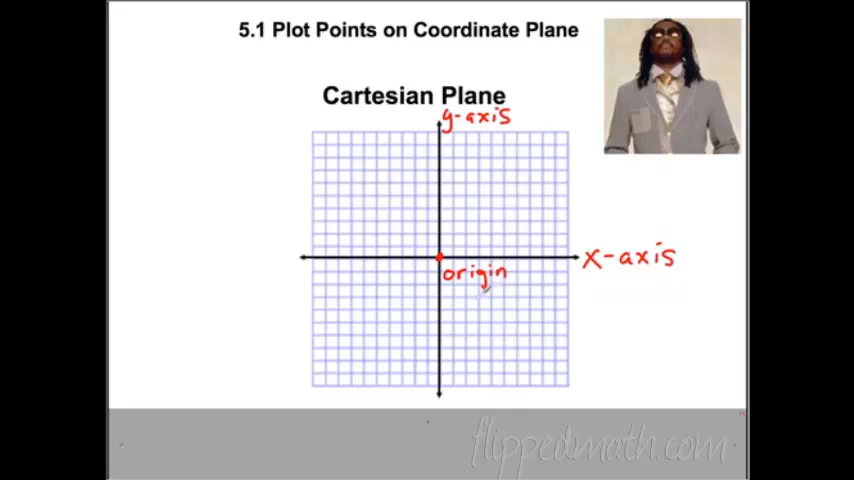 5.1 Plot Points on Coordinate Plane
Cartesian Plane
y-axis
x-axis
origin
flippedmath.com